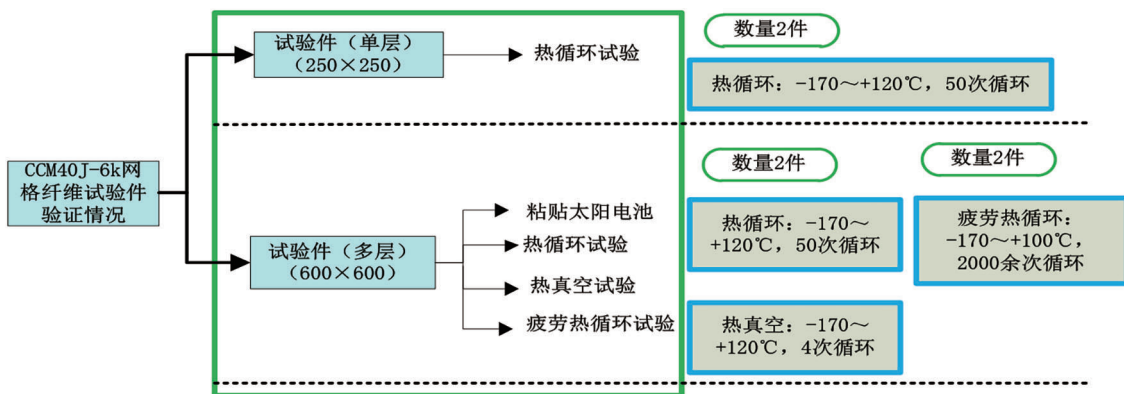 CCM40J-6k网
格纤维试验件
验证情况
试验件（单层）
（250×250）
热循环试验
数量2件
热循环：-170～+120℃，50次循环
试验件（多层）
（600×600）
粘贴太阳电池
热循环试验
热真空试验
疲劳热循环试验
数量2件
热循环：-170～
+120℃，50次循环
热真空：-170～
+120℃，4次循环
数量2件
疲劳热循环：
-170～+100℃，
2000余次循环